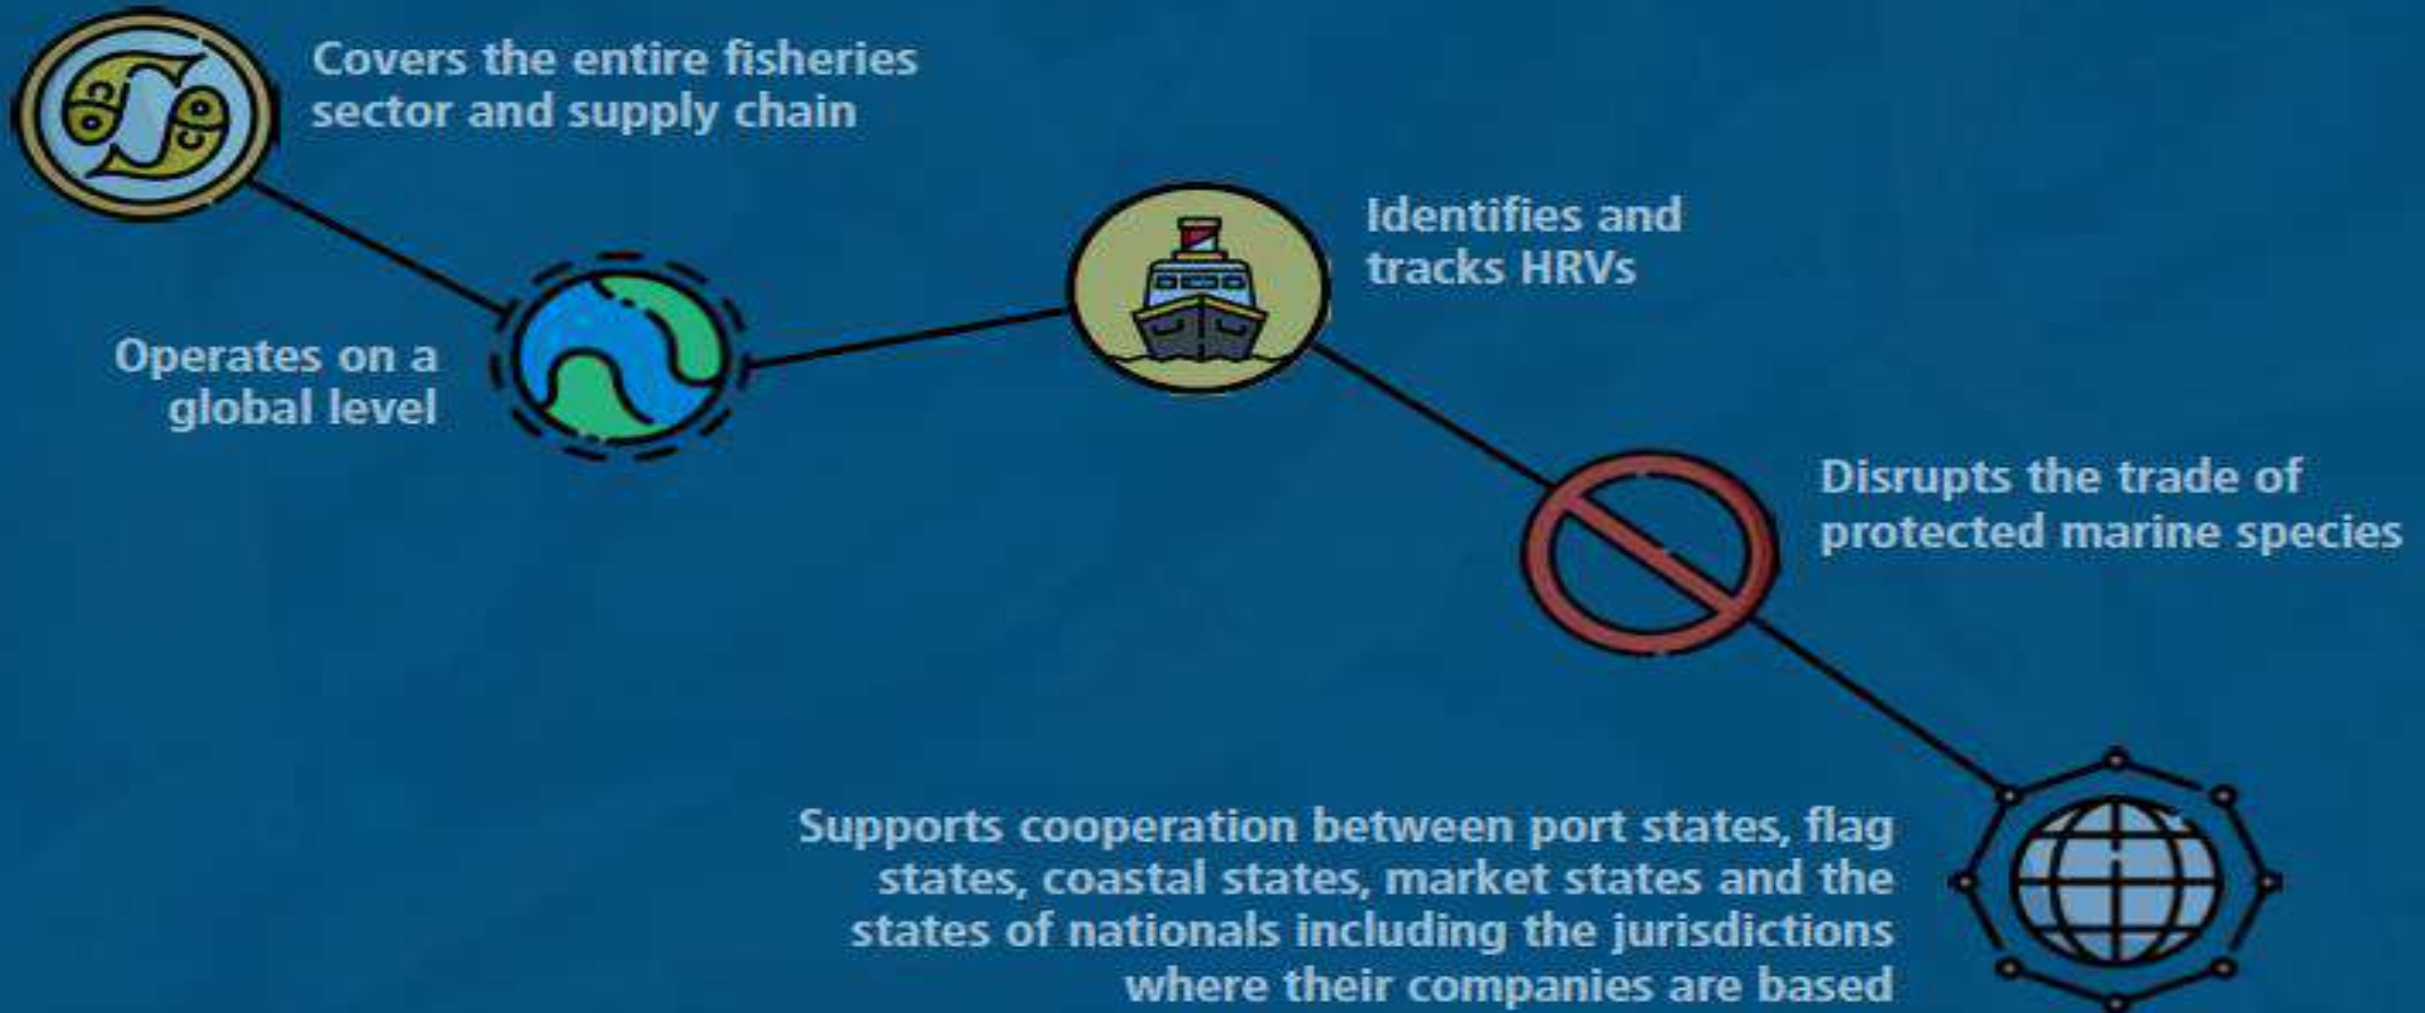 Covers the entire fisheries
sector and supply chain
Operates on a
global level
Identifies and
tracks HRVs
Disrupts the trade of
protected marine species
Supports cooperation between port states, flag
states, coastal states, market states and the
states of nationals including the jurisdictions
where their companies are based